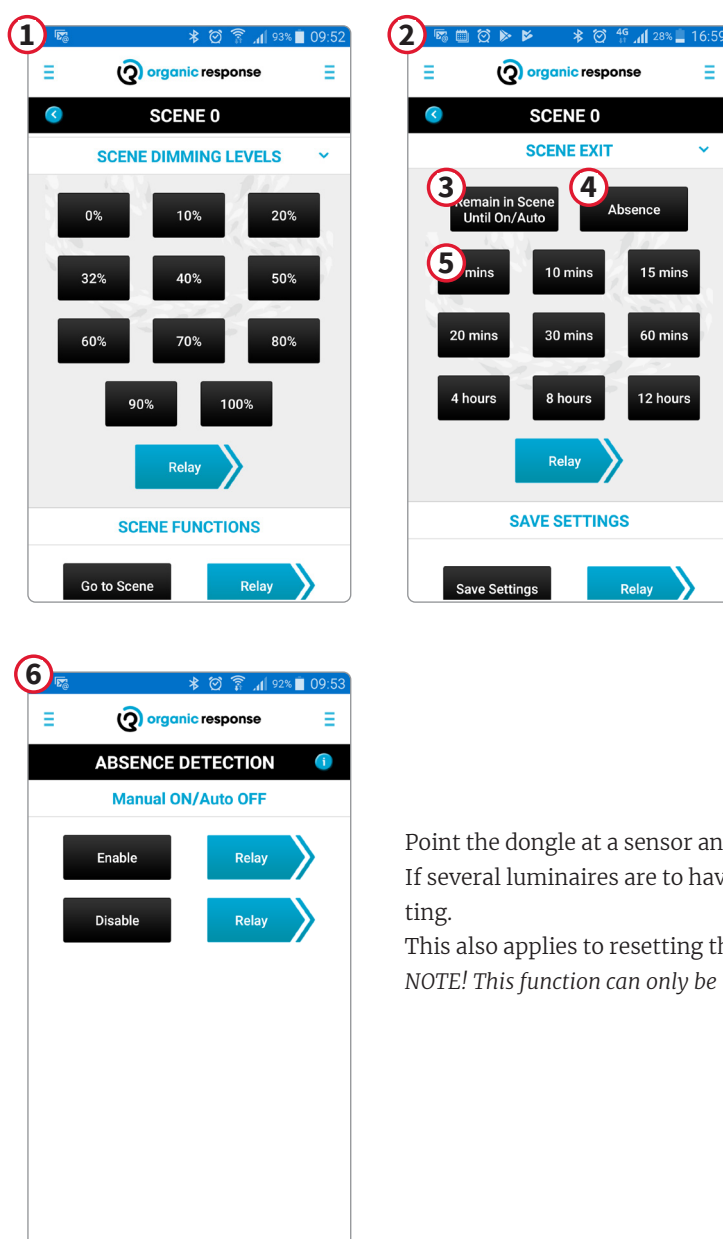 1
93% 09:52
organic response
SCENE 0
SCENE DIMMING LEVELS
0% 10% 20%
32% 40% 50%
60% 70% 80%
90% 100%
Relay
SCENE FUNCTIONS
Go to Scene Relay
2
4G 28% 16:59
organic response
SCENE 0
SCENE EXIT
3 4
Remain in Scene
Until On/Auto
Absence
5
mins 10 mins 15 mins
20 mins 30 mins 60 mins
4 hours 8 hours 12 hours
Relay
SAVE SETTINGS
Save Settings Relay
6
92% 09:53
organic response
ABSENCE DETECTION
Manual ON/Auto OFF
Enable Relay
Disable Relay
Point the dongle at a sensor
If several luminaires are to
ting.
This also applies to resetting
NOTE! This function can only be